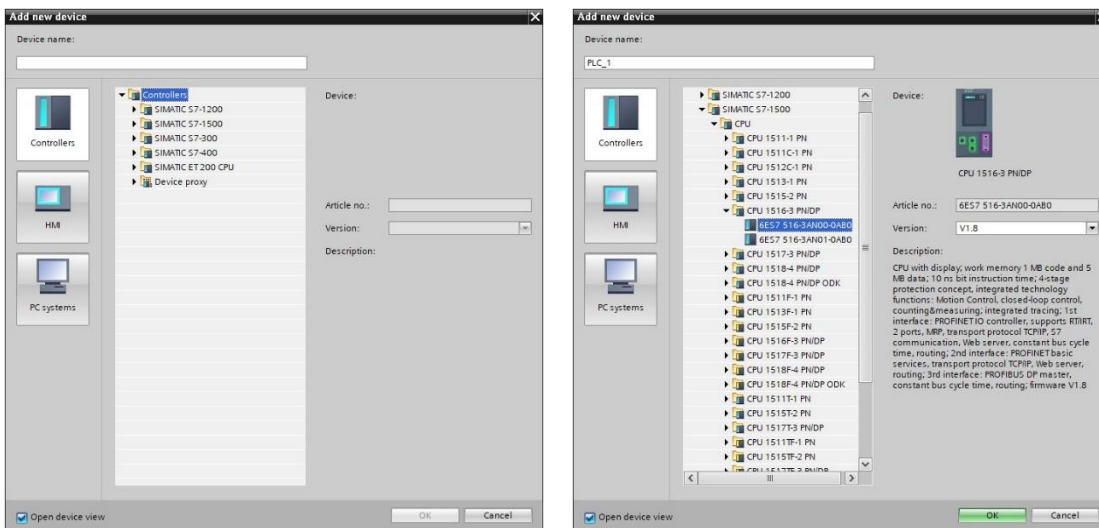 Add new device
Device name:
Controllers
HMI
PC systems
Controllers
SIMATIC S7-1200
SIMATIC S7-1500
SIMATIC S7-300
SIMATIC S7-400
SIMATIC ET 200 CPU
Device proxy
Device:
Article no.:
Version:
Description:
Open device view
OK
Cancel
Add new device
Device name:
PLC_1
Controllers
HMI
PC systems
SIMATIC S7-1200
SIMATIC S7-1500
CPU
CPU 1511-1 PN
CPU 1511C-1 PN
CPU 1512C-1 PN
CPU 1513-1 PN
CPU 1515-2 PN
CPU 1516-3 PN/DP
6ES7 516-3AN00-0AB0
6ES7 516-3AN01-0AB0
CPU 1517-3 PN/DP
CPU 1518-4 PN/DP
CPU 1518-4 PN/DP ODK
CPU 1511F-1 PN
CPU 1513F-1 PN
CPU 1515F-2 PN
CPU 1516F-3 PN/DP
CPU 1517F-3 PN/DP
CPU 1518F-4 PN/DP
CPU 1518F-4 PN/DP ODK
CPU 1511T-1 PN
CPU 1515T-2 PN
CPU 1517T-3 PN/DP
CPU 1511TF-1 PN
CPU 1515TF-2 PN
CPU 1517TF-3 PN/DP
Device:
CPU 1516-3 PN/DP
Article no.:
6ES7 516-3AN00-0AB0
Version:
V1.8
Description:
CPU with display; work memory 1 MB code and 5
MB data; 10 ns bit instruction time; 4-stage
protection concept, integrated technology
functions: Motion Control, closed-loop control,
counting&measuring; integrated tracing; 1st
interface: PROFINET IO controller, supports RT/IRT,
2 ports, MRP, transport protocol TCP/IP, S7
communication, Web server, constant bus cycle
time, routing; 2nd interface: PROFINET basic
services, transport protocol TCP/IP, Web server,
routing; 3rd interface: PROFIBUS DP master,
constant bus cycle time, routing; firmware V1.8
Open device view
OK
Cancel